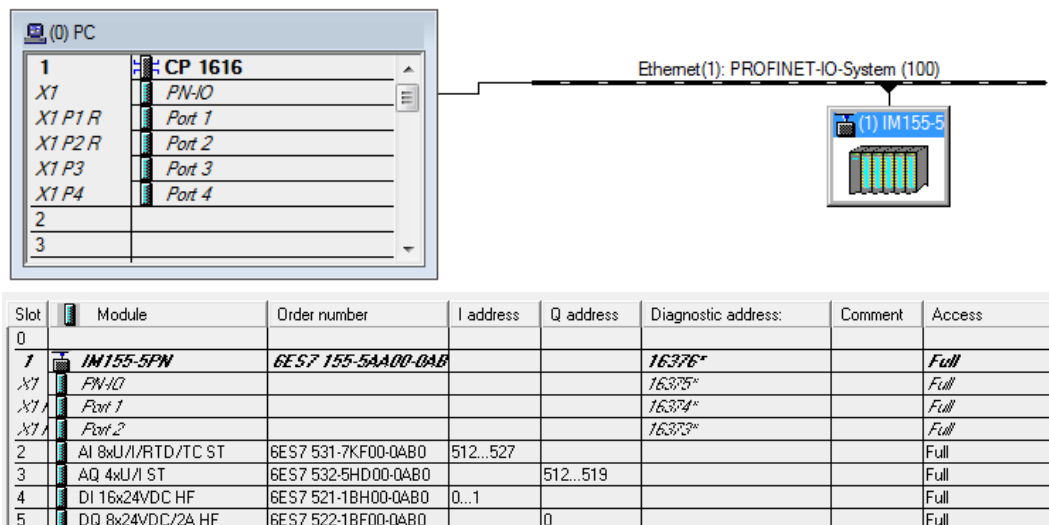 (0) PC
1 CP 1616
X1 PN-IO
X1 P1 R Port 1
X1 P2 R Port 2
X1 P3 Port 3
X1 P4 Port 4
2
3
Ethernet(1): PROFINET-IO-System (100)
(1) IM155-5
Slot Module Order number I address Q address Diagnostic address: Comment Access
0
1 IM155-5PN 6ES7 155-5AA00-0AB 16376* Full
X1 PN-IO 16375* Full
X1 Port 1 16374* Full
X1 Port 2 16373* Full
2 AI 8xU/I/RTD/TC ST 6ES7 531-7KF00-0AB0 512...527 Full
3 AQ 4xU/I ST 6ES7 532-5HD00-0AB0 512...519 Full
4 DI 16x24VDC HF 6ES7 521-1BH00-0AB0 0...1 Full
5 DQ 8x24VDC/2A HF 6ES7 522-1BF00-0AB0 0 Full